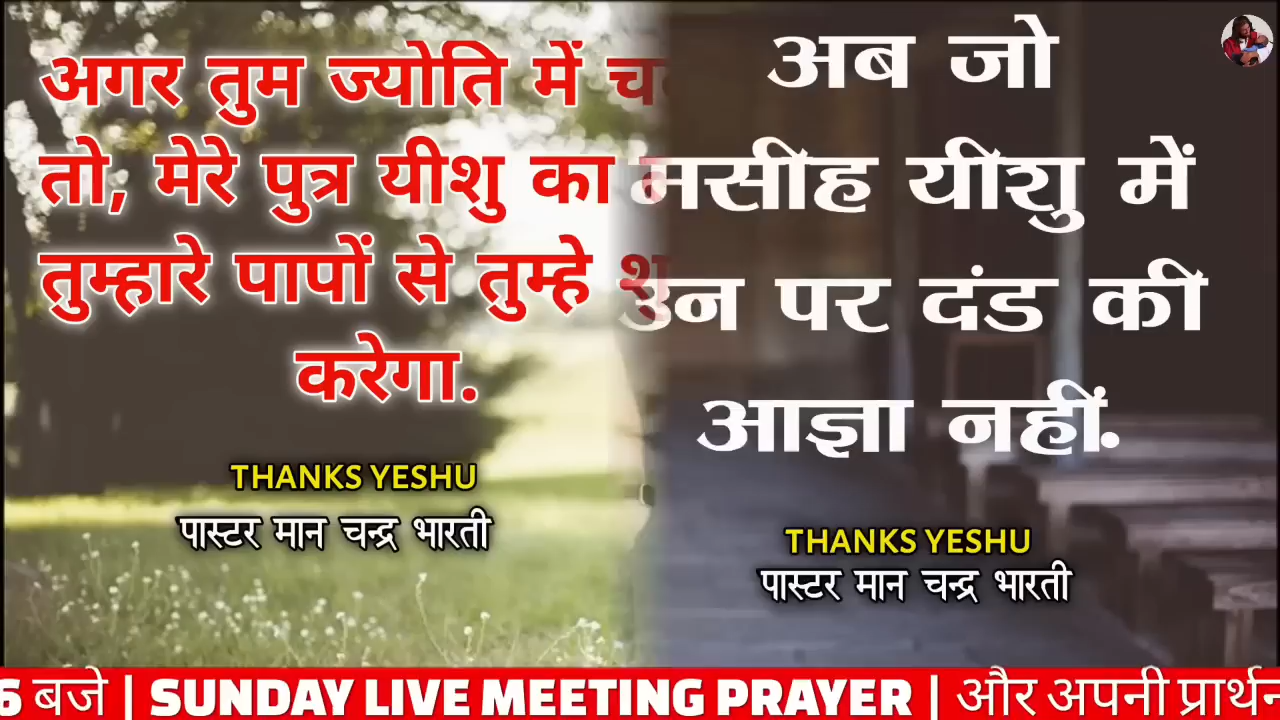 अगर तुम ज्योति में
तो, मेरे पुत्र यीशु का
तुम्हारे पापों से तुम्हे
करेगा.
THANKS YESHU
पास्टर मान चन्द्र भारती
अब जो
मसीह यीशु में
उन पर दंड की
आज्ञा नहीं.
THANKS YESHU
पास्टर मान चन्द्र भारती
6 बजे | SUNDAY LIVE MEETING PRAYER | और अपनी